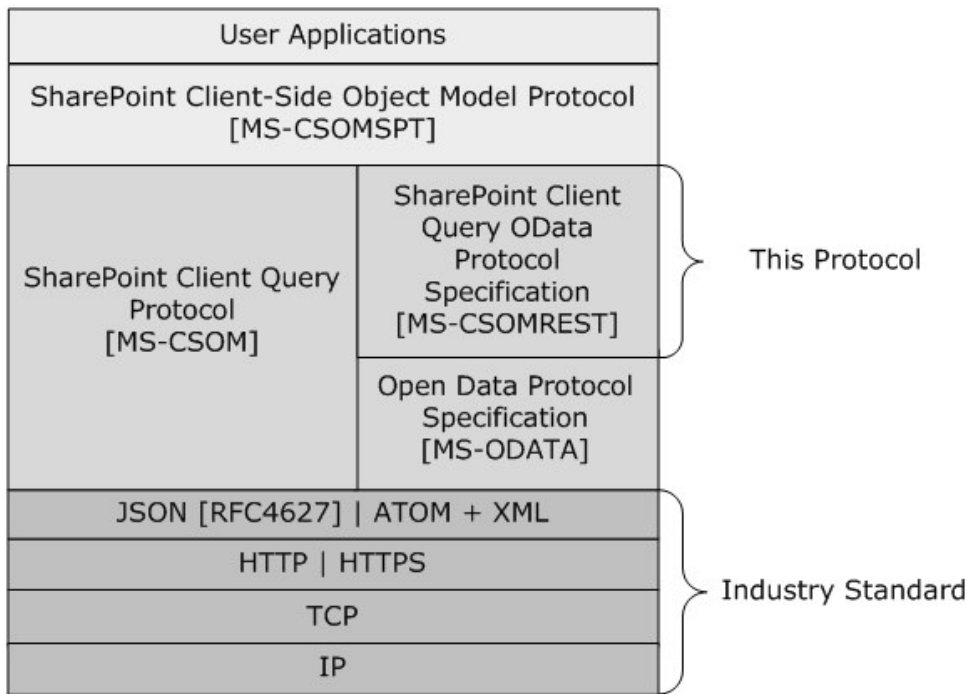 User Applications
SharePoint Client-Side Object Model Protocol
[MS-CSOMSPT]
SharePoint Client Query
Protocol
[MS-CSOM]
SharePoint Client
Query OData
Protocol
Specification
[MS-CSOMREST]
This Protocol
Open Data Protocol
Specification
[MS-ODATA]
JSON [RFC4627] | ATOM + XML
HTTP | HTTPS
TCP
IP
Industry Standard